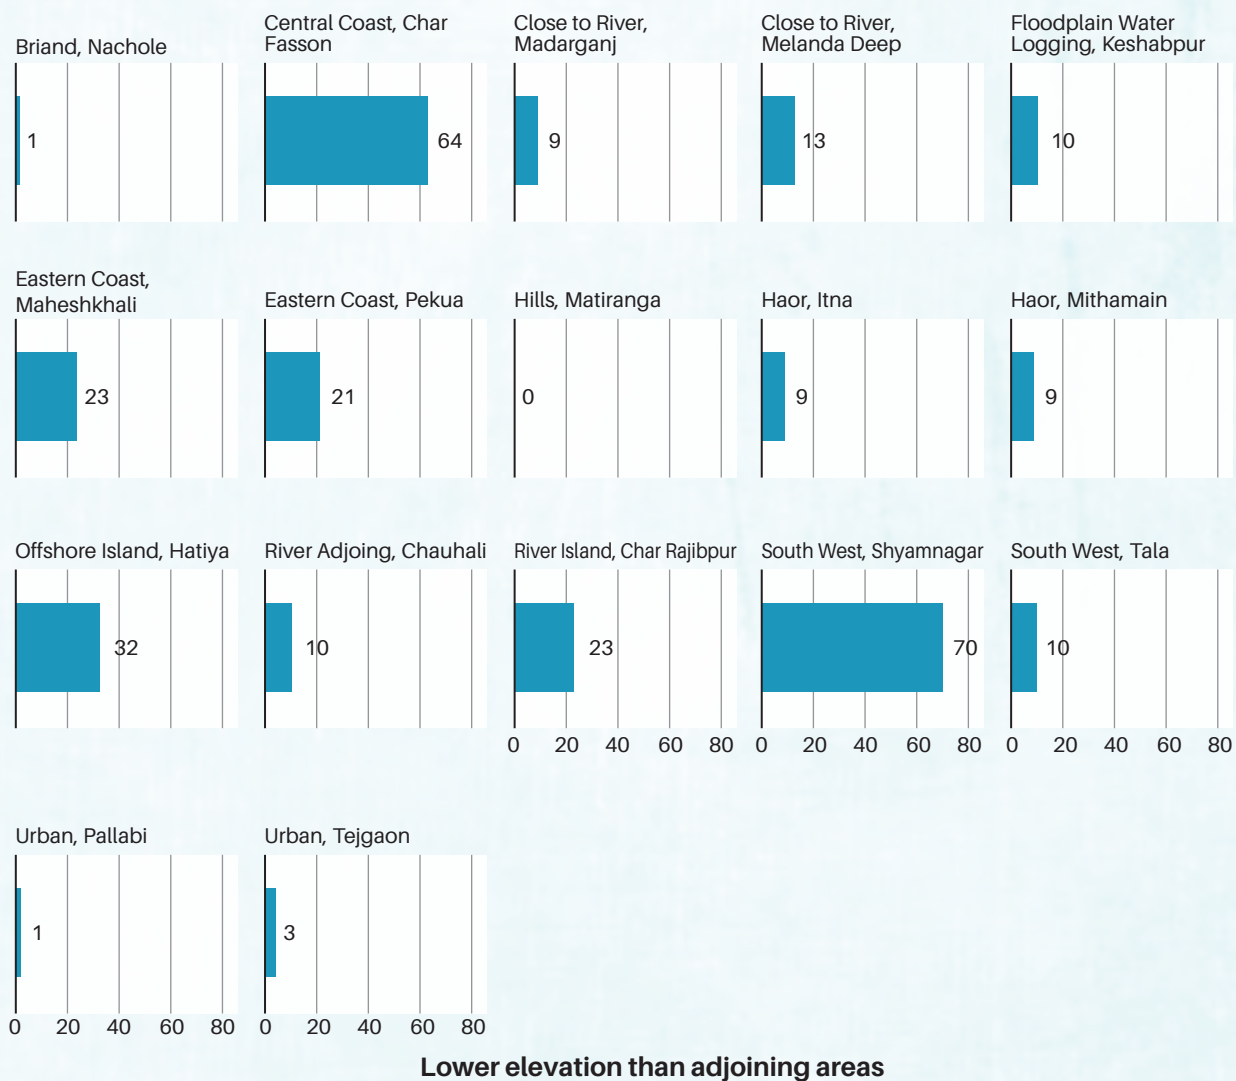 Briand, Nachole
1
Central Coast, Char
Fasson
64
Close to River,
Madarganj
9
Close to River,
Melanda Deep
13
Floodplain Water
Logging, Keshabpur
10
Eastern Coast,
Maheshkhali
23
Eastern Coast, Pekua
21
Hills, Matiranga
0
Haor, Itna
9
Haor, Mithamain
9
Offshore Island, Hatiya
32
River Adjoing, Chauhali
10
River Island, Char Rajibpur
23
0 20 40 60 80
South West, Shyamnagar
70
0 20 40 60 80
South West, Tala
10
0 20 40 60 80
Urban, Pallabi
1
0 20 40 60 80
Urban, Tejgaon
3
0 20 40 60 80
Lower elevation than adjoining areas